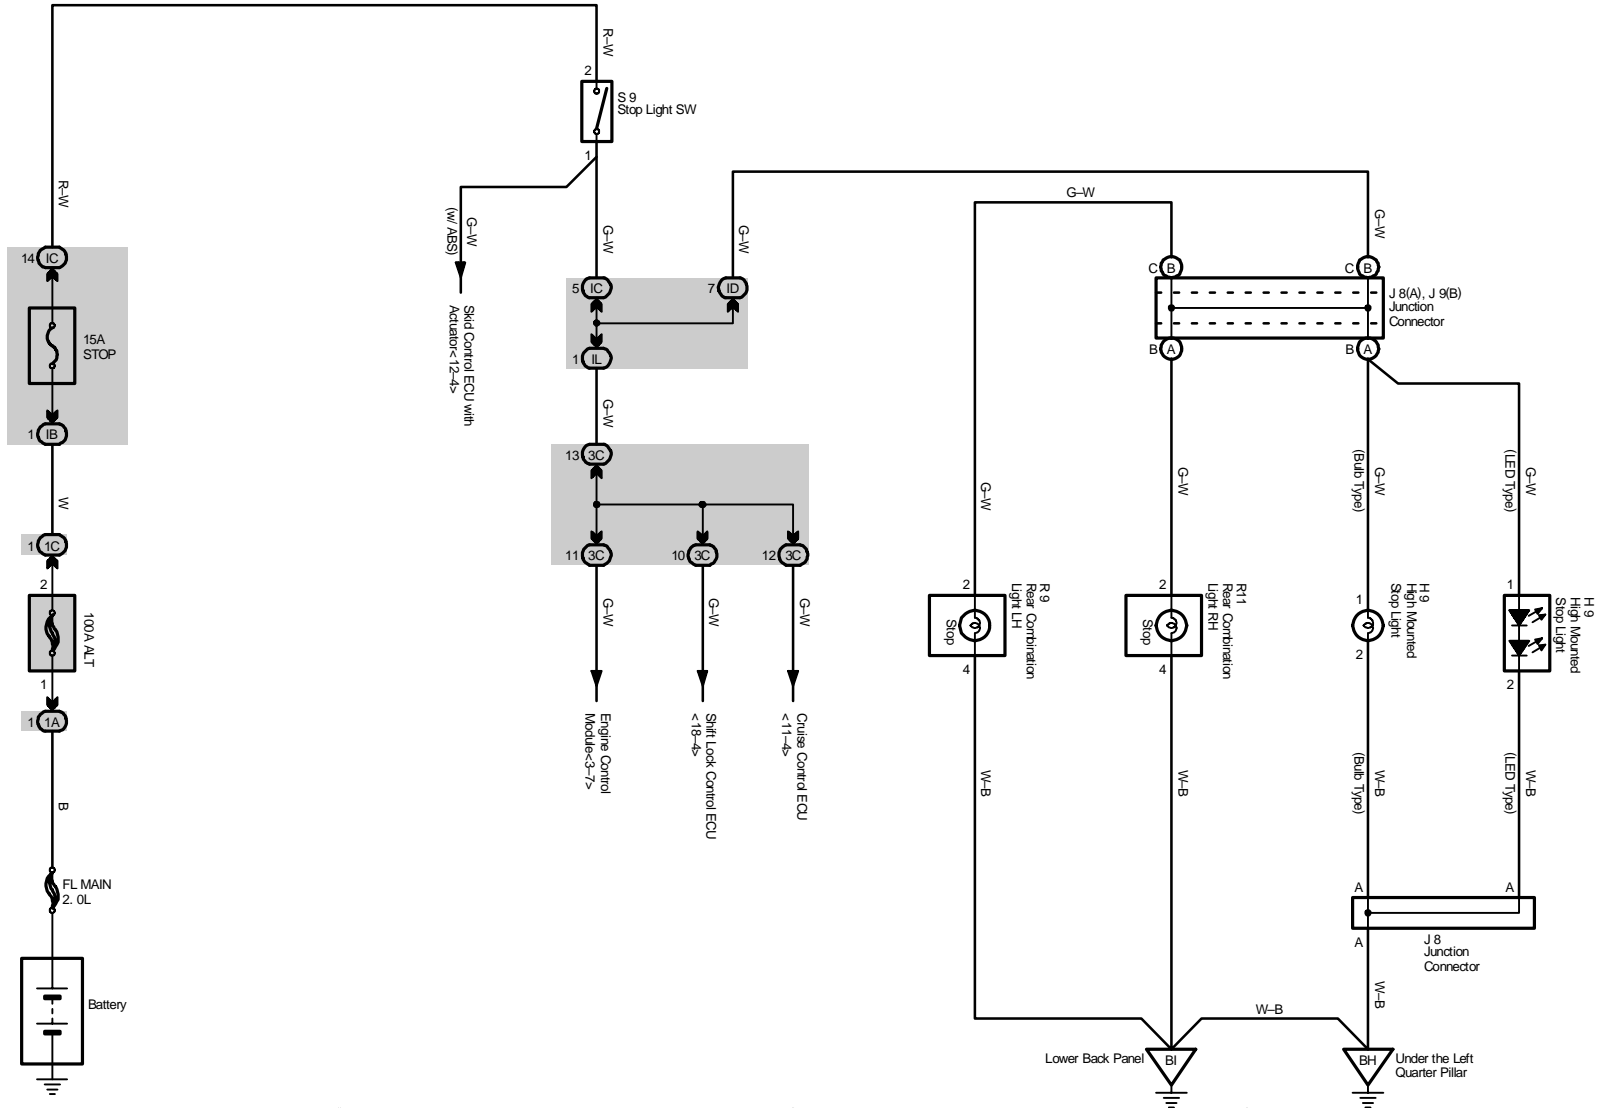 R–W
2
S 9
Stop Light SW
1
G–W
G–W
R–W
G–W
(w/ ABS)
G–W
G–W
G–W
14 IC
5 IC
7 ID
C B
C B
J 8(A), J 9(B)
Junction
Connector
Skid Control ECU with
Actuator<12–4>
15A
STOP
1 IL
B A
B A
G–W
1 IB
13 3C
G–W
G–W
G–W
(Bulb Type)
G–W
(LED Type)
W
1 1C
11 3C
10 3C
12 3C
2
100A ALT
1
G–W
G–W
G–W
2
Stop
4
R 9
Rear Combination
Light LH
2
Stop
4
R11
Rear Combination
Light RH
1
2
H 9
High Mounted
Stop Light
1
2
H 9
High Mounted
Stop Light
1 1A
Engine Control
Module<3–7>
Shift Lock Control ECU
<18–4>
Cruise Control ECU
<11–4>
B
W–B
W–B
W–B
(Bulb Type)
W–B
(LED Type)
FL MAIN
2. 0L
A
A
A
J 8
Junction
Connector
Battery
W–B
W–B
Lower Back Panel
BI
BH
Under the Left
Quarter Pillar